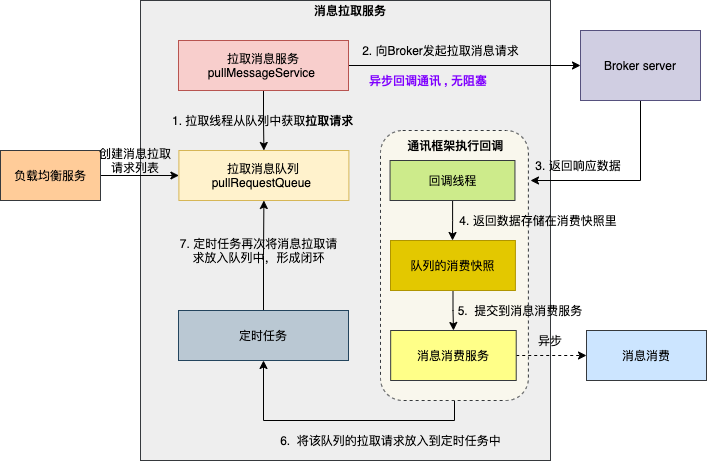 消息拉取服务
拉取消息服务
pullMessageService
2. 向Broker发起拉取消息请求
异步回调通讯 , 无阻塞
Broker server
1. 拉取线程从队列中获取拉取请求
负载均衡服务
创建消息拉取
请求列表
拉取消息队列
pullRequestQueue
通讯框架执行回调
3. 返回响应数据
回调线程
4. 返回数据存储在消费快照里
队列的消费快照
7. 定时任务再次将消息拉取请
求放入队列中，形成闭环
5. 提交到消息消费服务
定时任务
消息消费服务
异步
消息消费
6. 将该队列的拉取请求放入到定时任务中